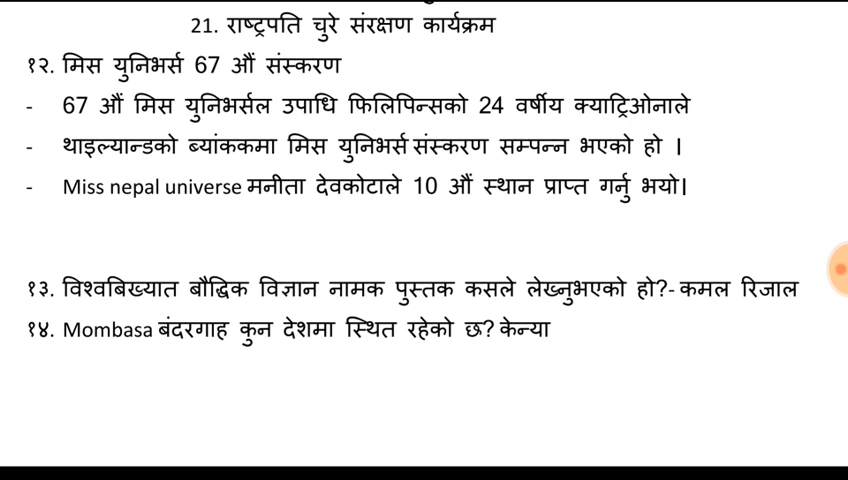 21. राष्ट्रपति चुरे संरक्षण कार्यक्रम
१२. मिस युनिभर्स 67 औं संस्करण
- 67 औं मिस युनिभर्सल उपाधि फिलिपिन्सको 24 वर्षीय क्याट्रिओनाले
- थाइल्यान्डको ब्यांककमा मिस युनिभर्स संस्करण सम्पन्न भएको हो ।
- Miss nepal universe मनीता देवकोटाले 10 औं स्थान प्राप्त गर्नु भयो।
१३. विश्वबिख्यात बौद्धिक विज्ञान नामक पुस्तक कसले लेख्नुभएको हो?- कमल रिजाल
१४. Mombasa बंदरगाह कुन देशमा स्थित रहेको छ? केन्या